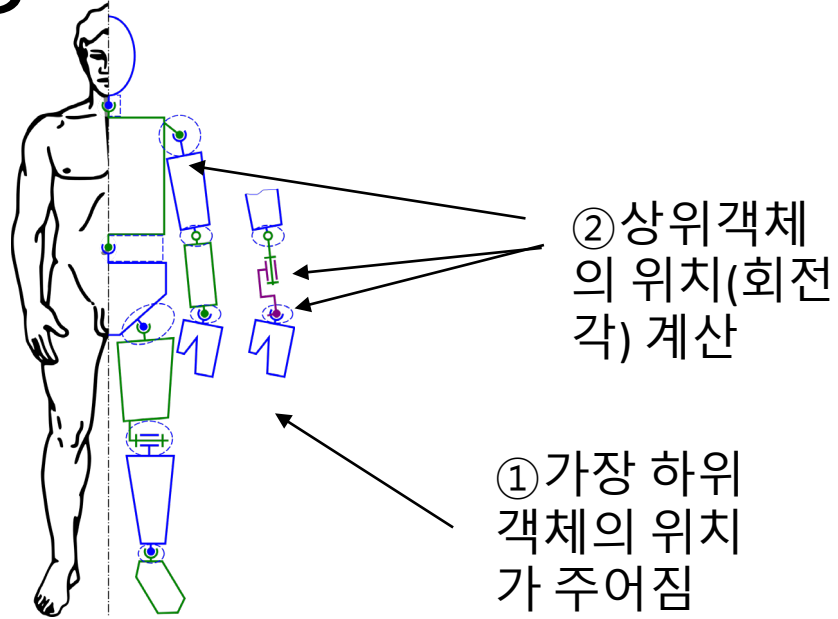 ②상위객체
의 위치(회전
각) 계산
①가장 하위
객체의 위치
가 주어짐